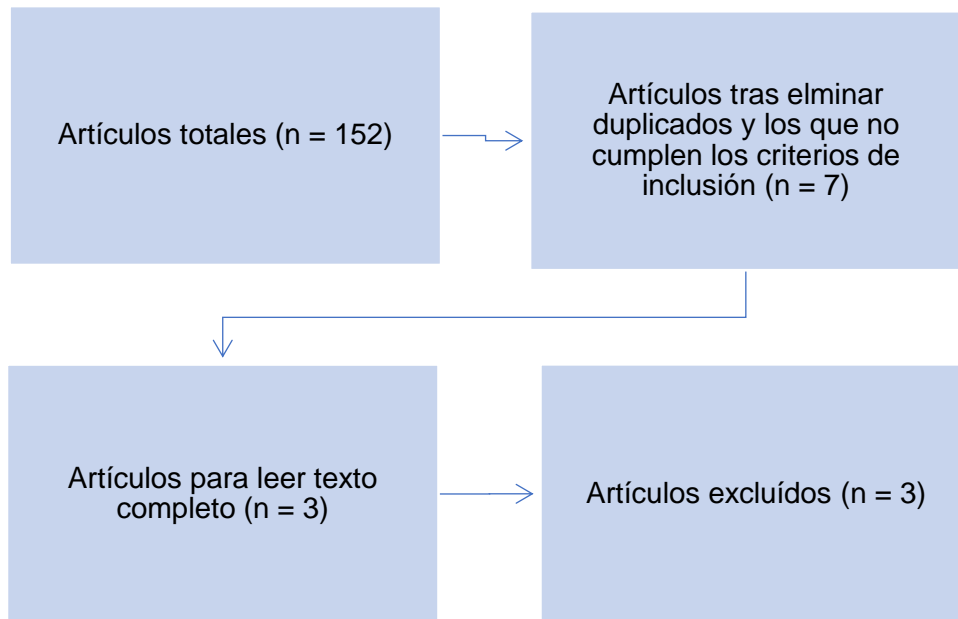 Artículos totales (n = 152)
Artículos tras elminar
duplicados y los que no
cumplen los criterios de
inclusión (n = 7)
Artículos para leer texto
completo (n = 3)
Artículos excluídos (n = 3)